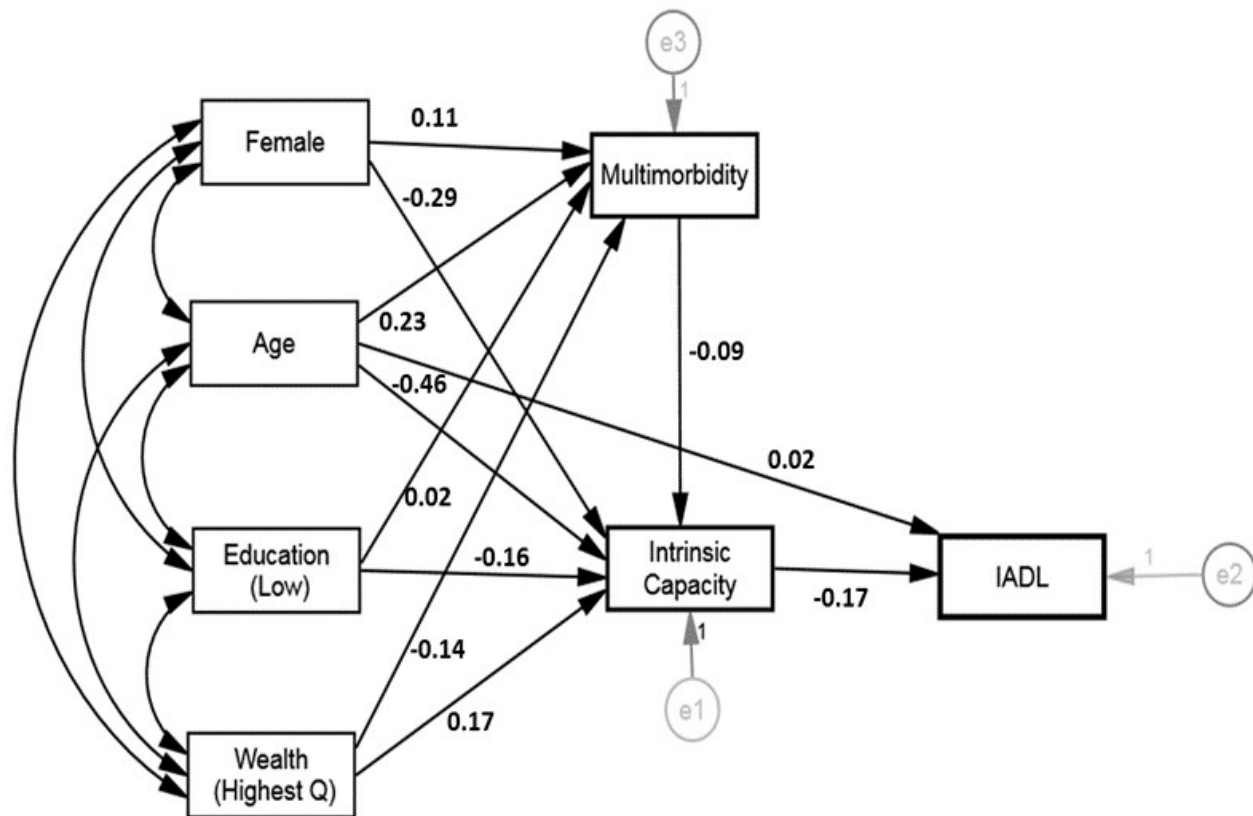 e3
1
Female
0.11
Multimorbidity
-0.29
Age
0.23
-0.09
-0.46
0.02
0.02
Education
(Low)
-0.16
Intrinsic
Capacity
-0.17
IADL
1
e2
1
-0.14
e1
0.17
Wealth
(Highest Q)